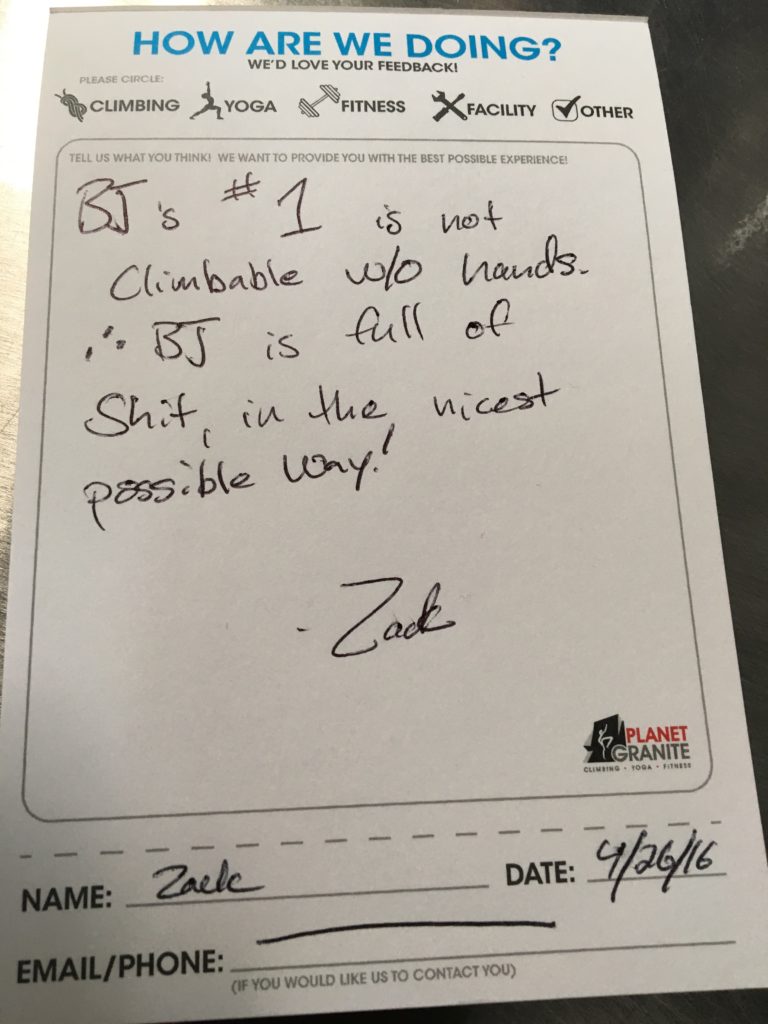 HOW ARE WE DOING?
WE'D LOVE YOUR FEEDBACK!
PLEASE CIRCLE:
CLIMBING YOGA FITNESS FACILITY OTHER
TELL US WHAT YOU THINK! WE WANT TO PROVIDE YOU WITH THE BEST POSSIBLE EXPERIENCE!
BJ's #1 is not
Climbable w/o hands.
∴ BJ is full of
Shit, in the nicest
possible way!
- Zack
PLANET
GRANITE
CLIMBING • YOGA • FITNESS
NAME: Zack DATE: 4/26/16
EMAIL/PHONE:
(IF YOU WOULD LIKE US TO CONTACT YOU)